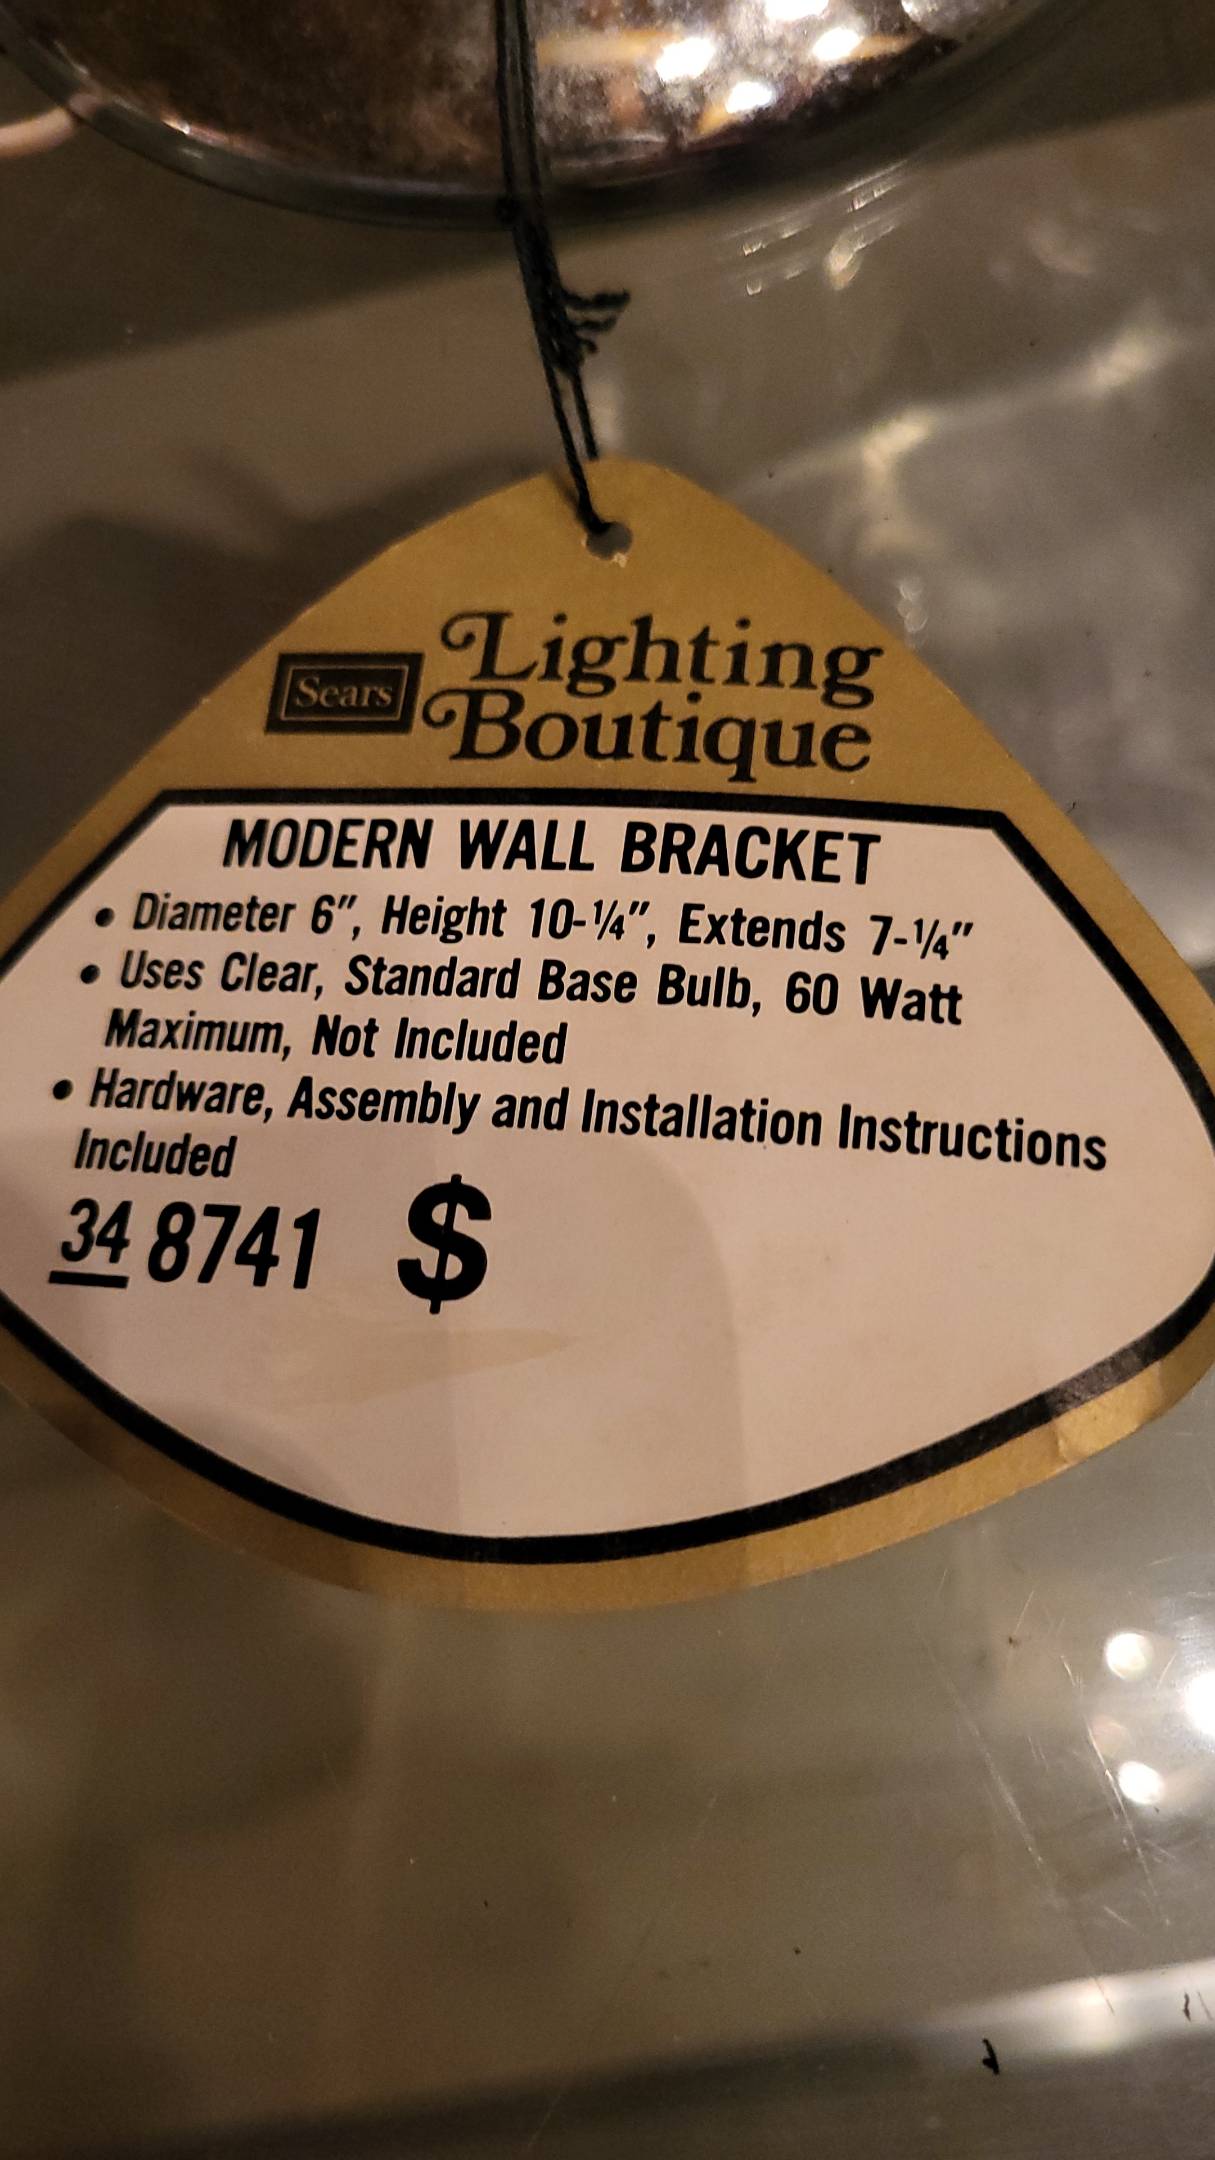 Sears Lighting
Boutique
MODERN WALL BRACKET
• Diameter 6", Height 10-¼", Extends 7-¼"
• Uses Clear, Standard Base Bulb, 60 Watt
Maximum, Not Included
• Hardware, Assembly and Installation Instructions
Included
34 8741 $